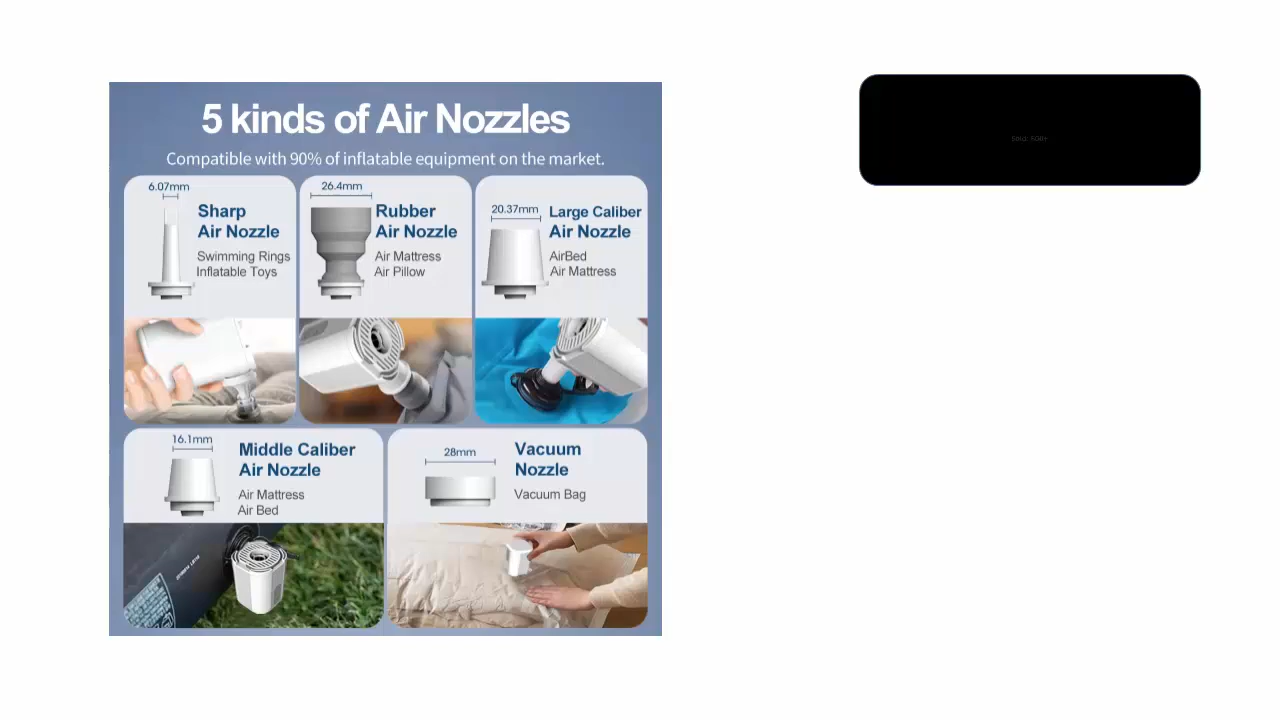 5 kinds of Air Nozzles
Compatible with 90% of inflatable equipment on the market.
6.07mm
Sharp
Air Nozzle
Swimming Rings
Inflatable Toys
26.4mm
Rubber
Air Nozzle
Air Mattress
Air Pillow
20.37mm
Large Caliber
Air Nozzle
AirBed
Air Mattress
16.1mm
Middle Caliber
Air Nozzle
Air Mattress
Air Bed
28mm
Vacuum
Nozzle
Vacuum Bag